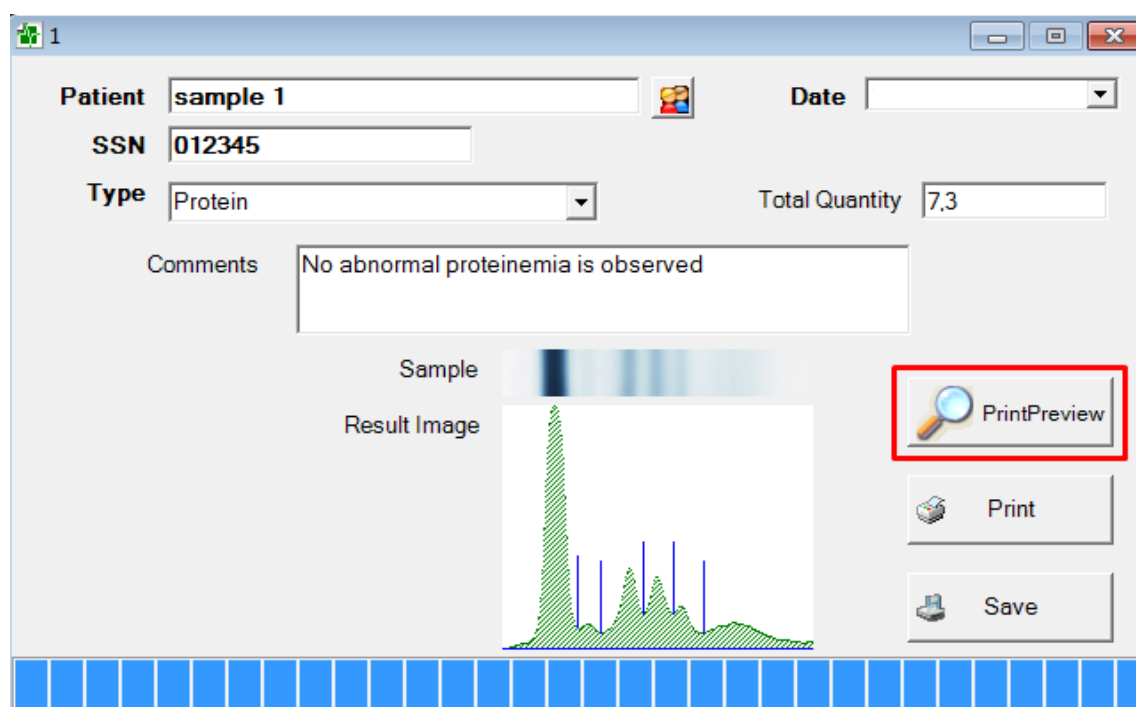 1
Patient sample 1 Date
SSN 012345
Type Protein Total Quantity 7,3
Comments No abnormal proteinemia is observed
Sample
Result Image
PrintPreview
Print
Save